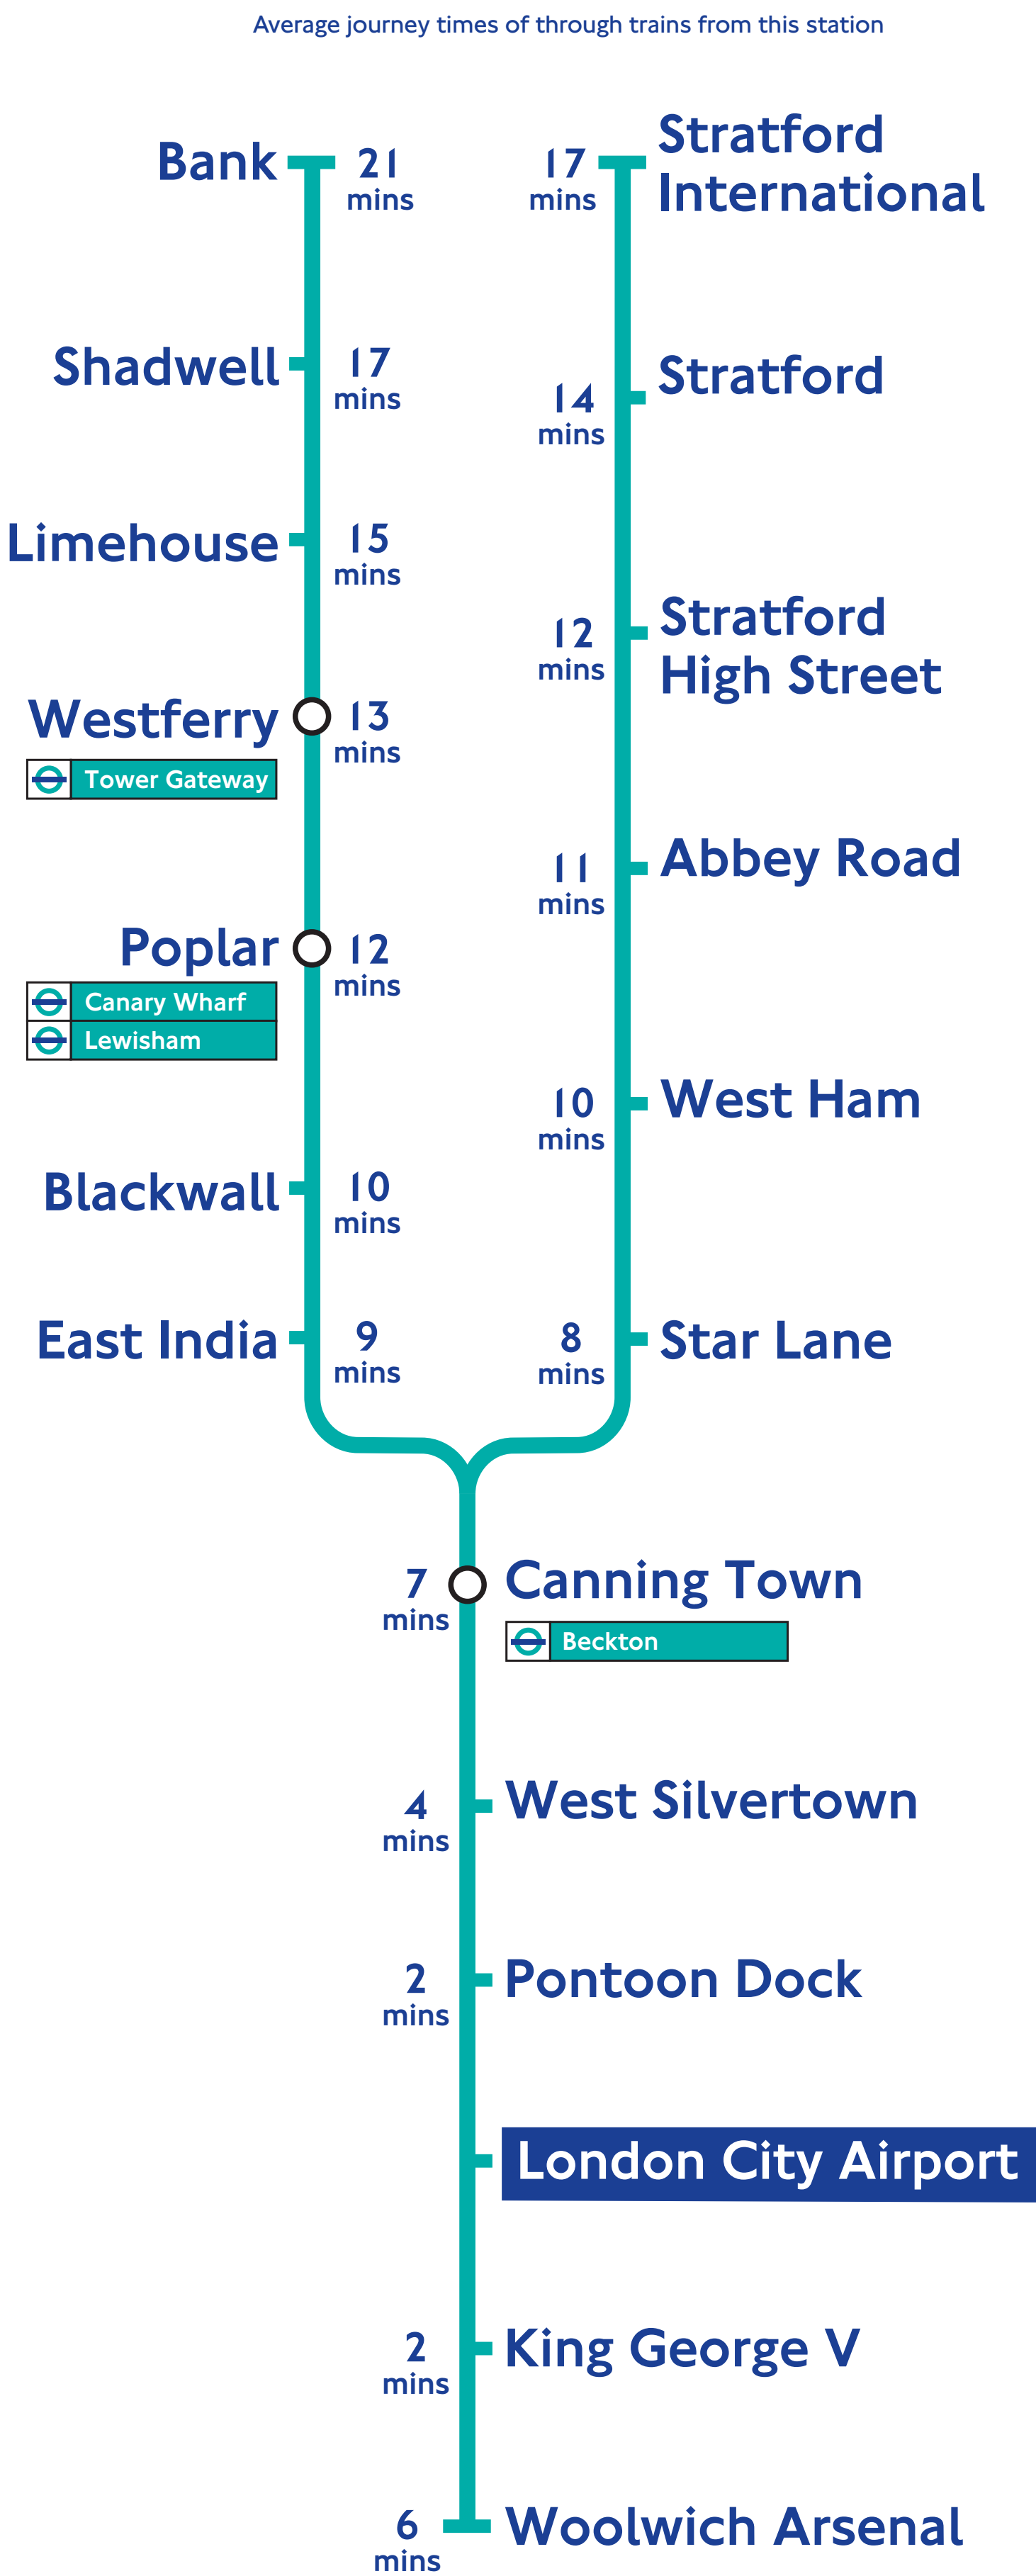 Average journey times of through trains from this station
Bank
21
mins
Shadwell
17
mins
Limehouse
15
mins
Westferry
13
mins
Tower Gateway
Poplar
12
mins
Canary Wharf
Lewisham
Blackwall
10
mins
East India
9
mins
17
mins
Stratford
International
14
mins
Stratford
12
mins
Stratford
High Street
11
mins
Abbey Road
10
mins
West Ham
8
mins
Star Lane
7
mins
Canning Town
Beckton
4
mins
West Silvertown
2
mins
Pontoon Dock
London City Airport
2
mins
King George V
6
mins
Woolwich Arsenal